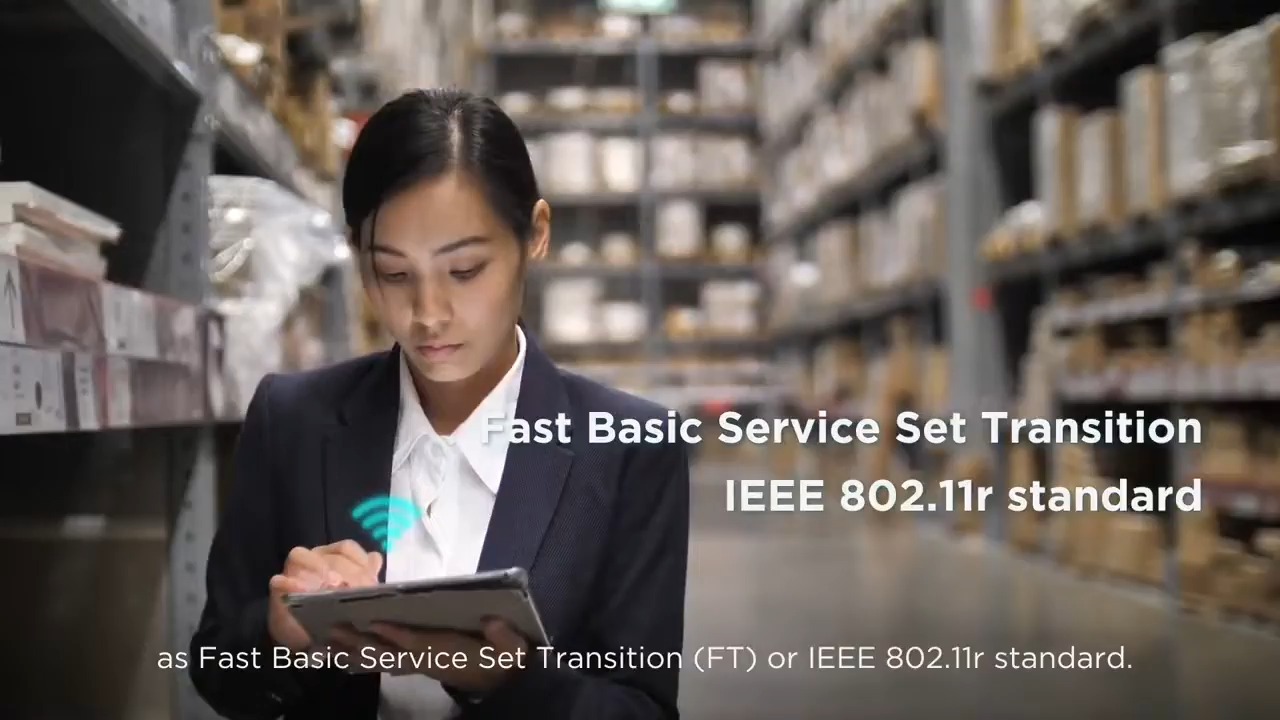 Fast Basic Service Set Transition
IEEE 802.11r standard
as Fast Basic Service Set Transition (FT) or IEEE 802.11r standard.